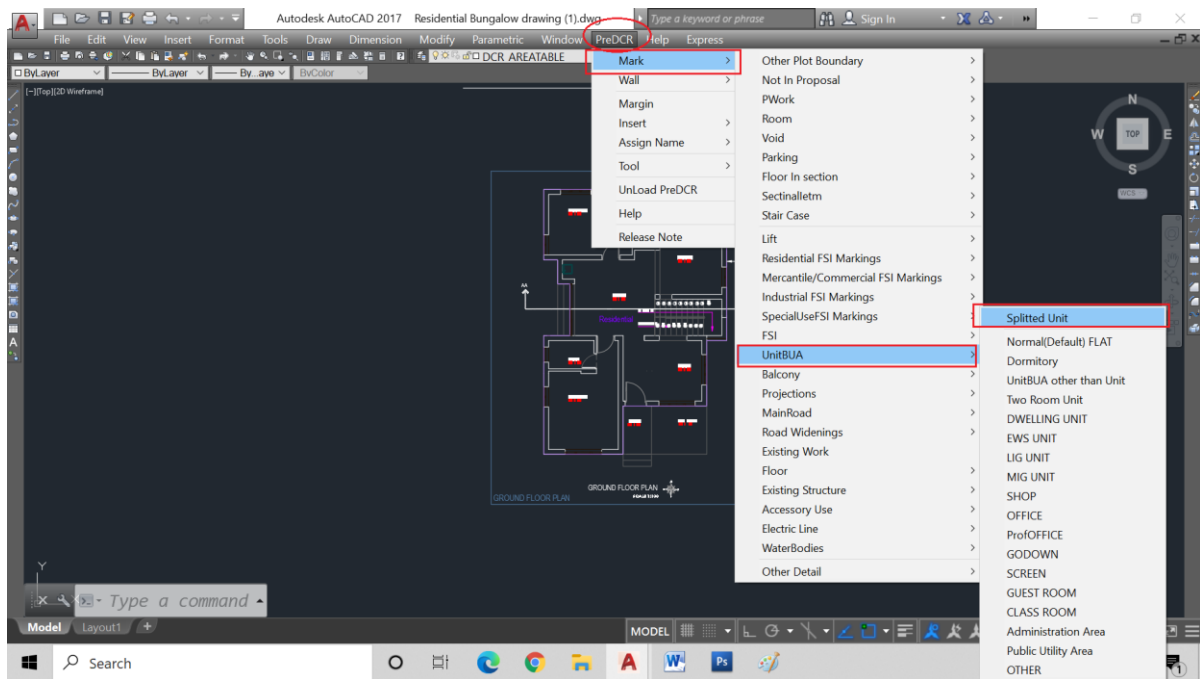 Autodesk AutoCAD 2017 Residential Bungalow drawing (1).dwg
Type a keyword or phrase
Sign In
File Edit View Insert Format Tools Draw Dimension Modify Parametric Window PreDCR Help Express
DCR AREATABLE
ByLayer
ByLayer
By...aye
ByColor
[-][Top][2D Wireframe]
Mark
Wall
Margin
Insert
Assign Name
Tool
UnLoad PreDCR
Help
Release Note
Other Plot Boundary
Not In Proposal
PWork
Room
Void
Parking
Floor In section
SectinalIetm
Stair Case
Lift
Residential FSI Markings
Mercantile/Commercial FSI Markings
Industrial FSI Markings
SpecialUseFSI Markings
FSI
UnitBUA
Balcony
Projections
MainRoad
Road Widenings
Existing Work
Floor
Existing Structure
Accessory Use
Electric Line
WaterBodies
Other Detail
Splitted Unit
Normal(Default) FLAT
Dormitory
UnitBUA other than Unit
Two Room Unit
DWELLING UNIT
EWS UNIT
LIG UNIT
MIG UNIT
SHOP
OFFICE
ProfOFFICE
GODOWN
SCREEN
GUEST ROOM
CLASS ROOM
Administration Area
Public Utility Area
OTHER
N
W TOP E
S
WCS
AA
Residential
GROUND FLOOR PLAN
GROUND FLOOR PLAN
Y
X
Type a command
Model Layout1 +
MODEL
Search
1